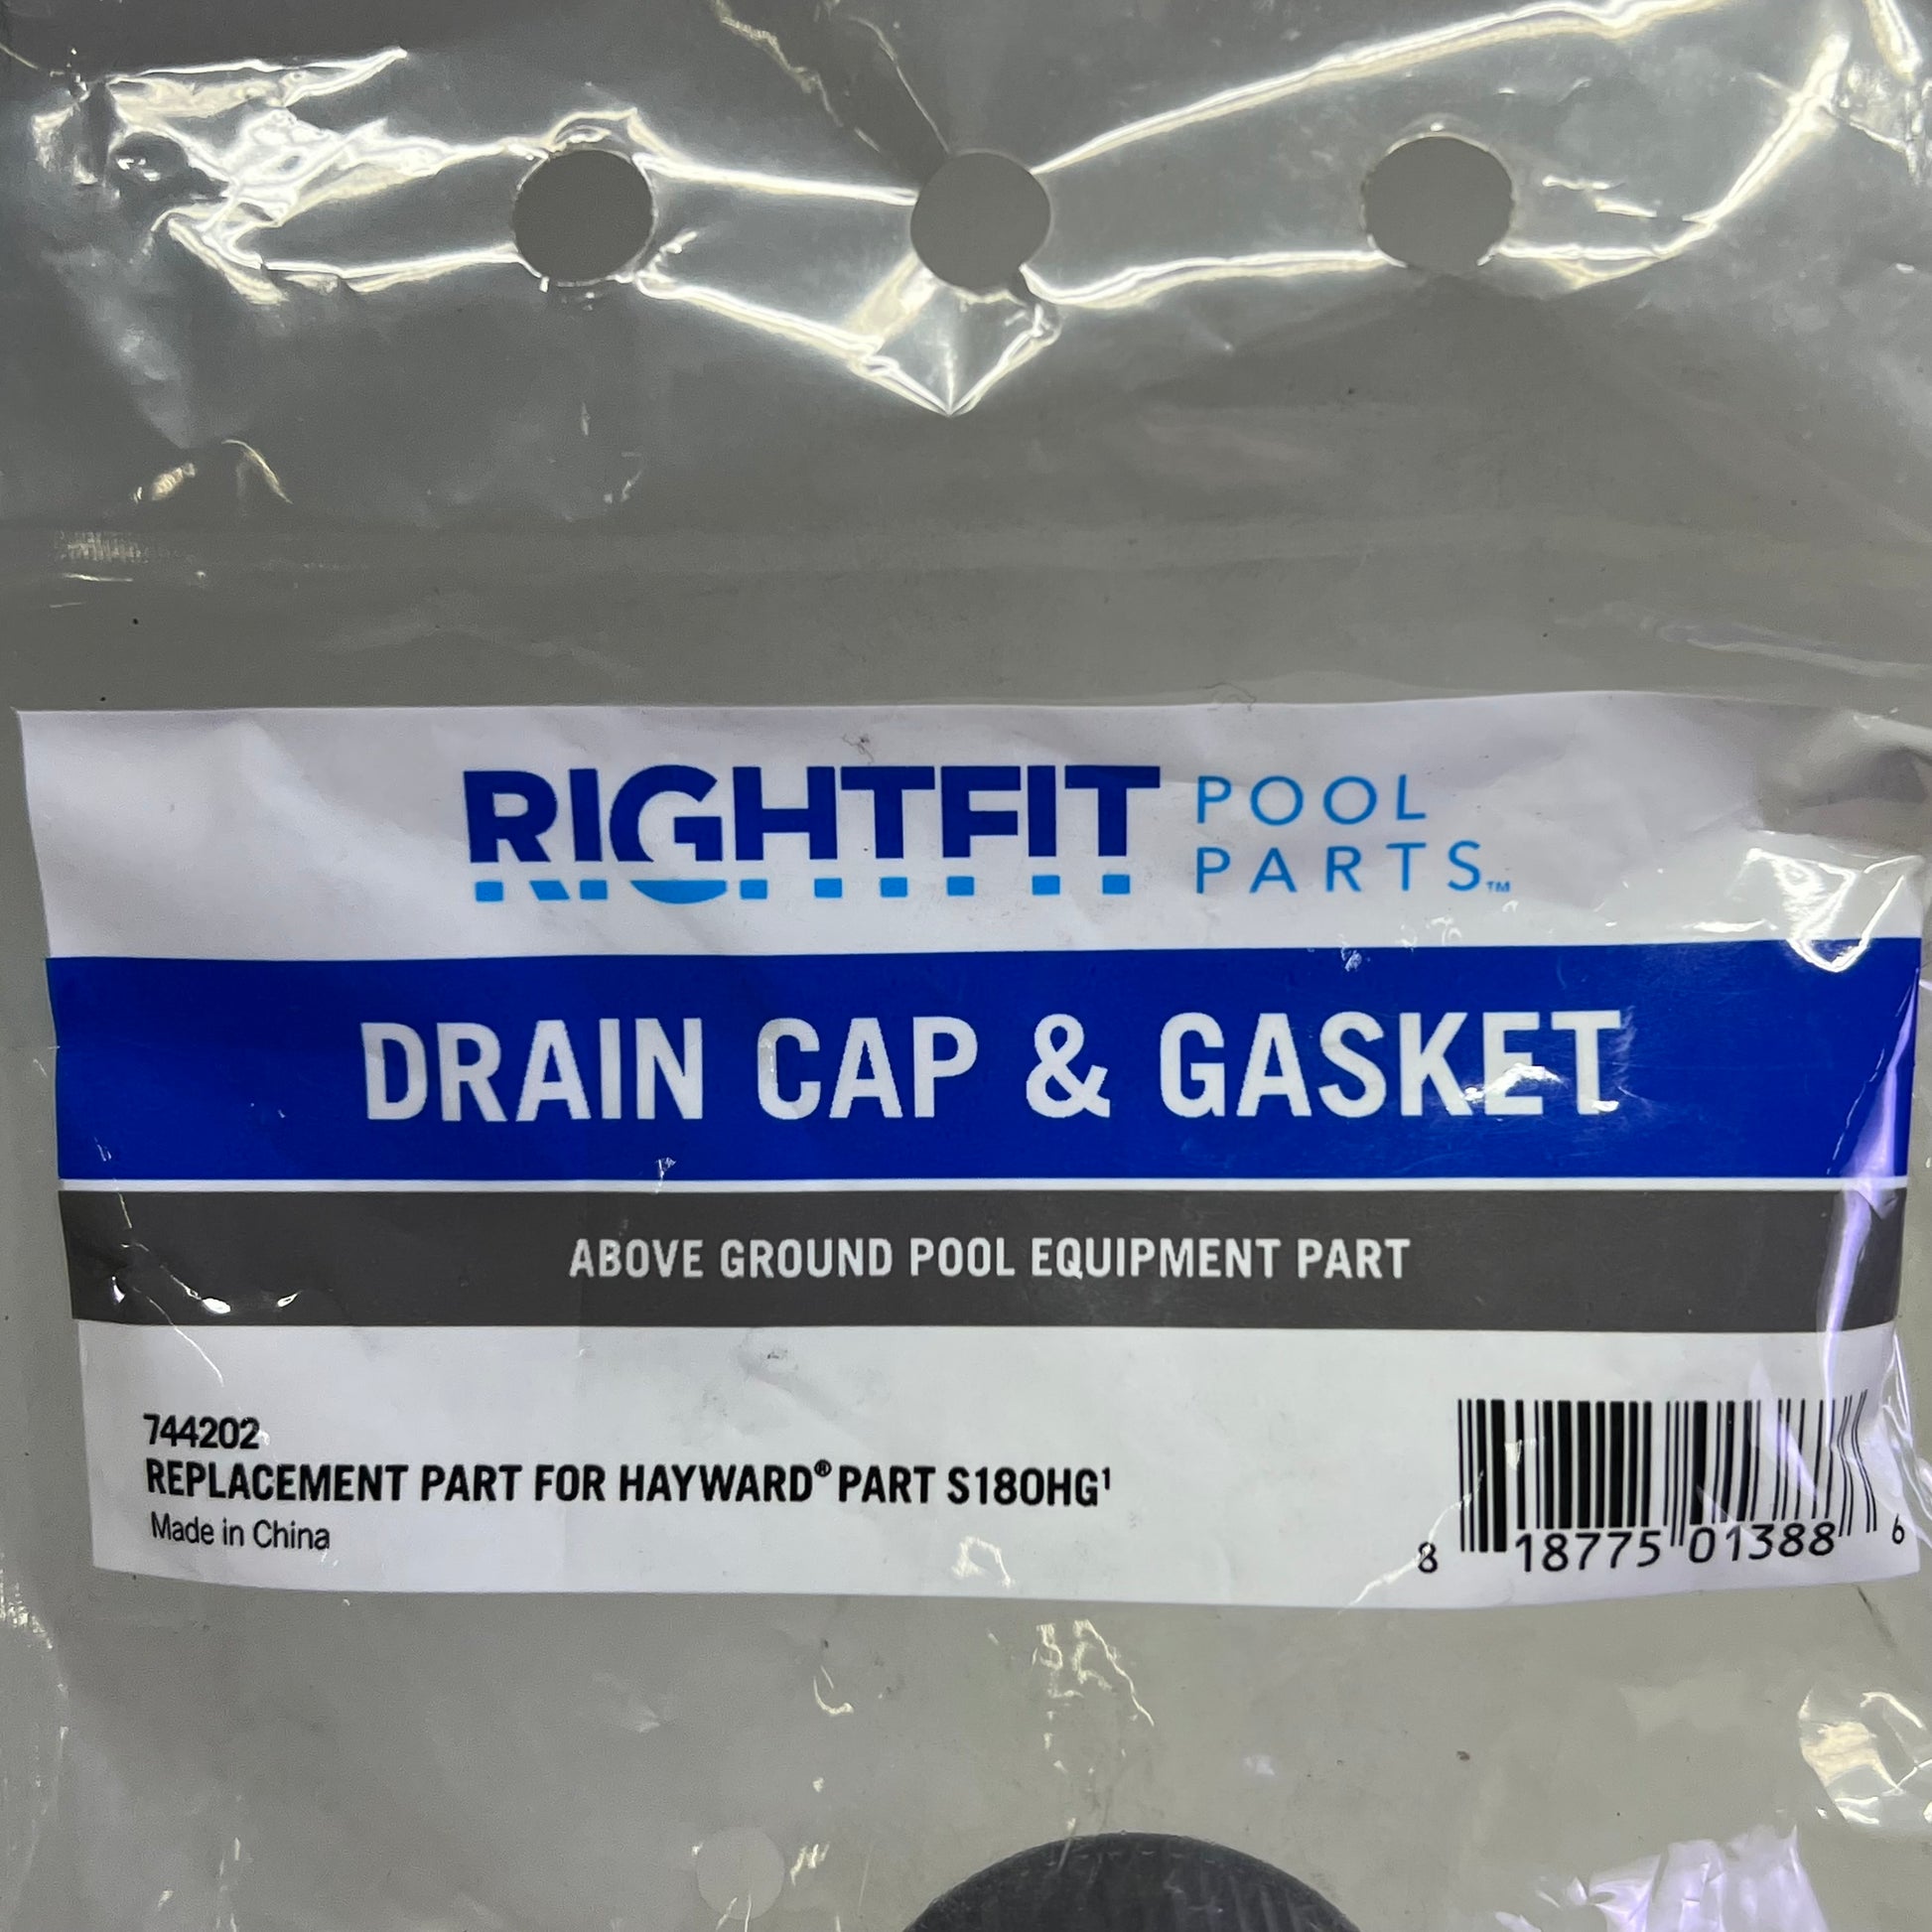 RIGHTFIT POOL PARTS™
DRAIN CAP & GASKET
ABOVE GROUND POOL EQUIPMENT PART
744202
REPLACEMENT PART FOR HAYWARD® PART S180HG¹
Made in China
8 18775 01388 6